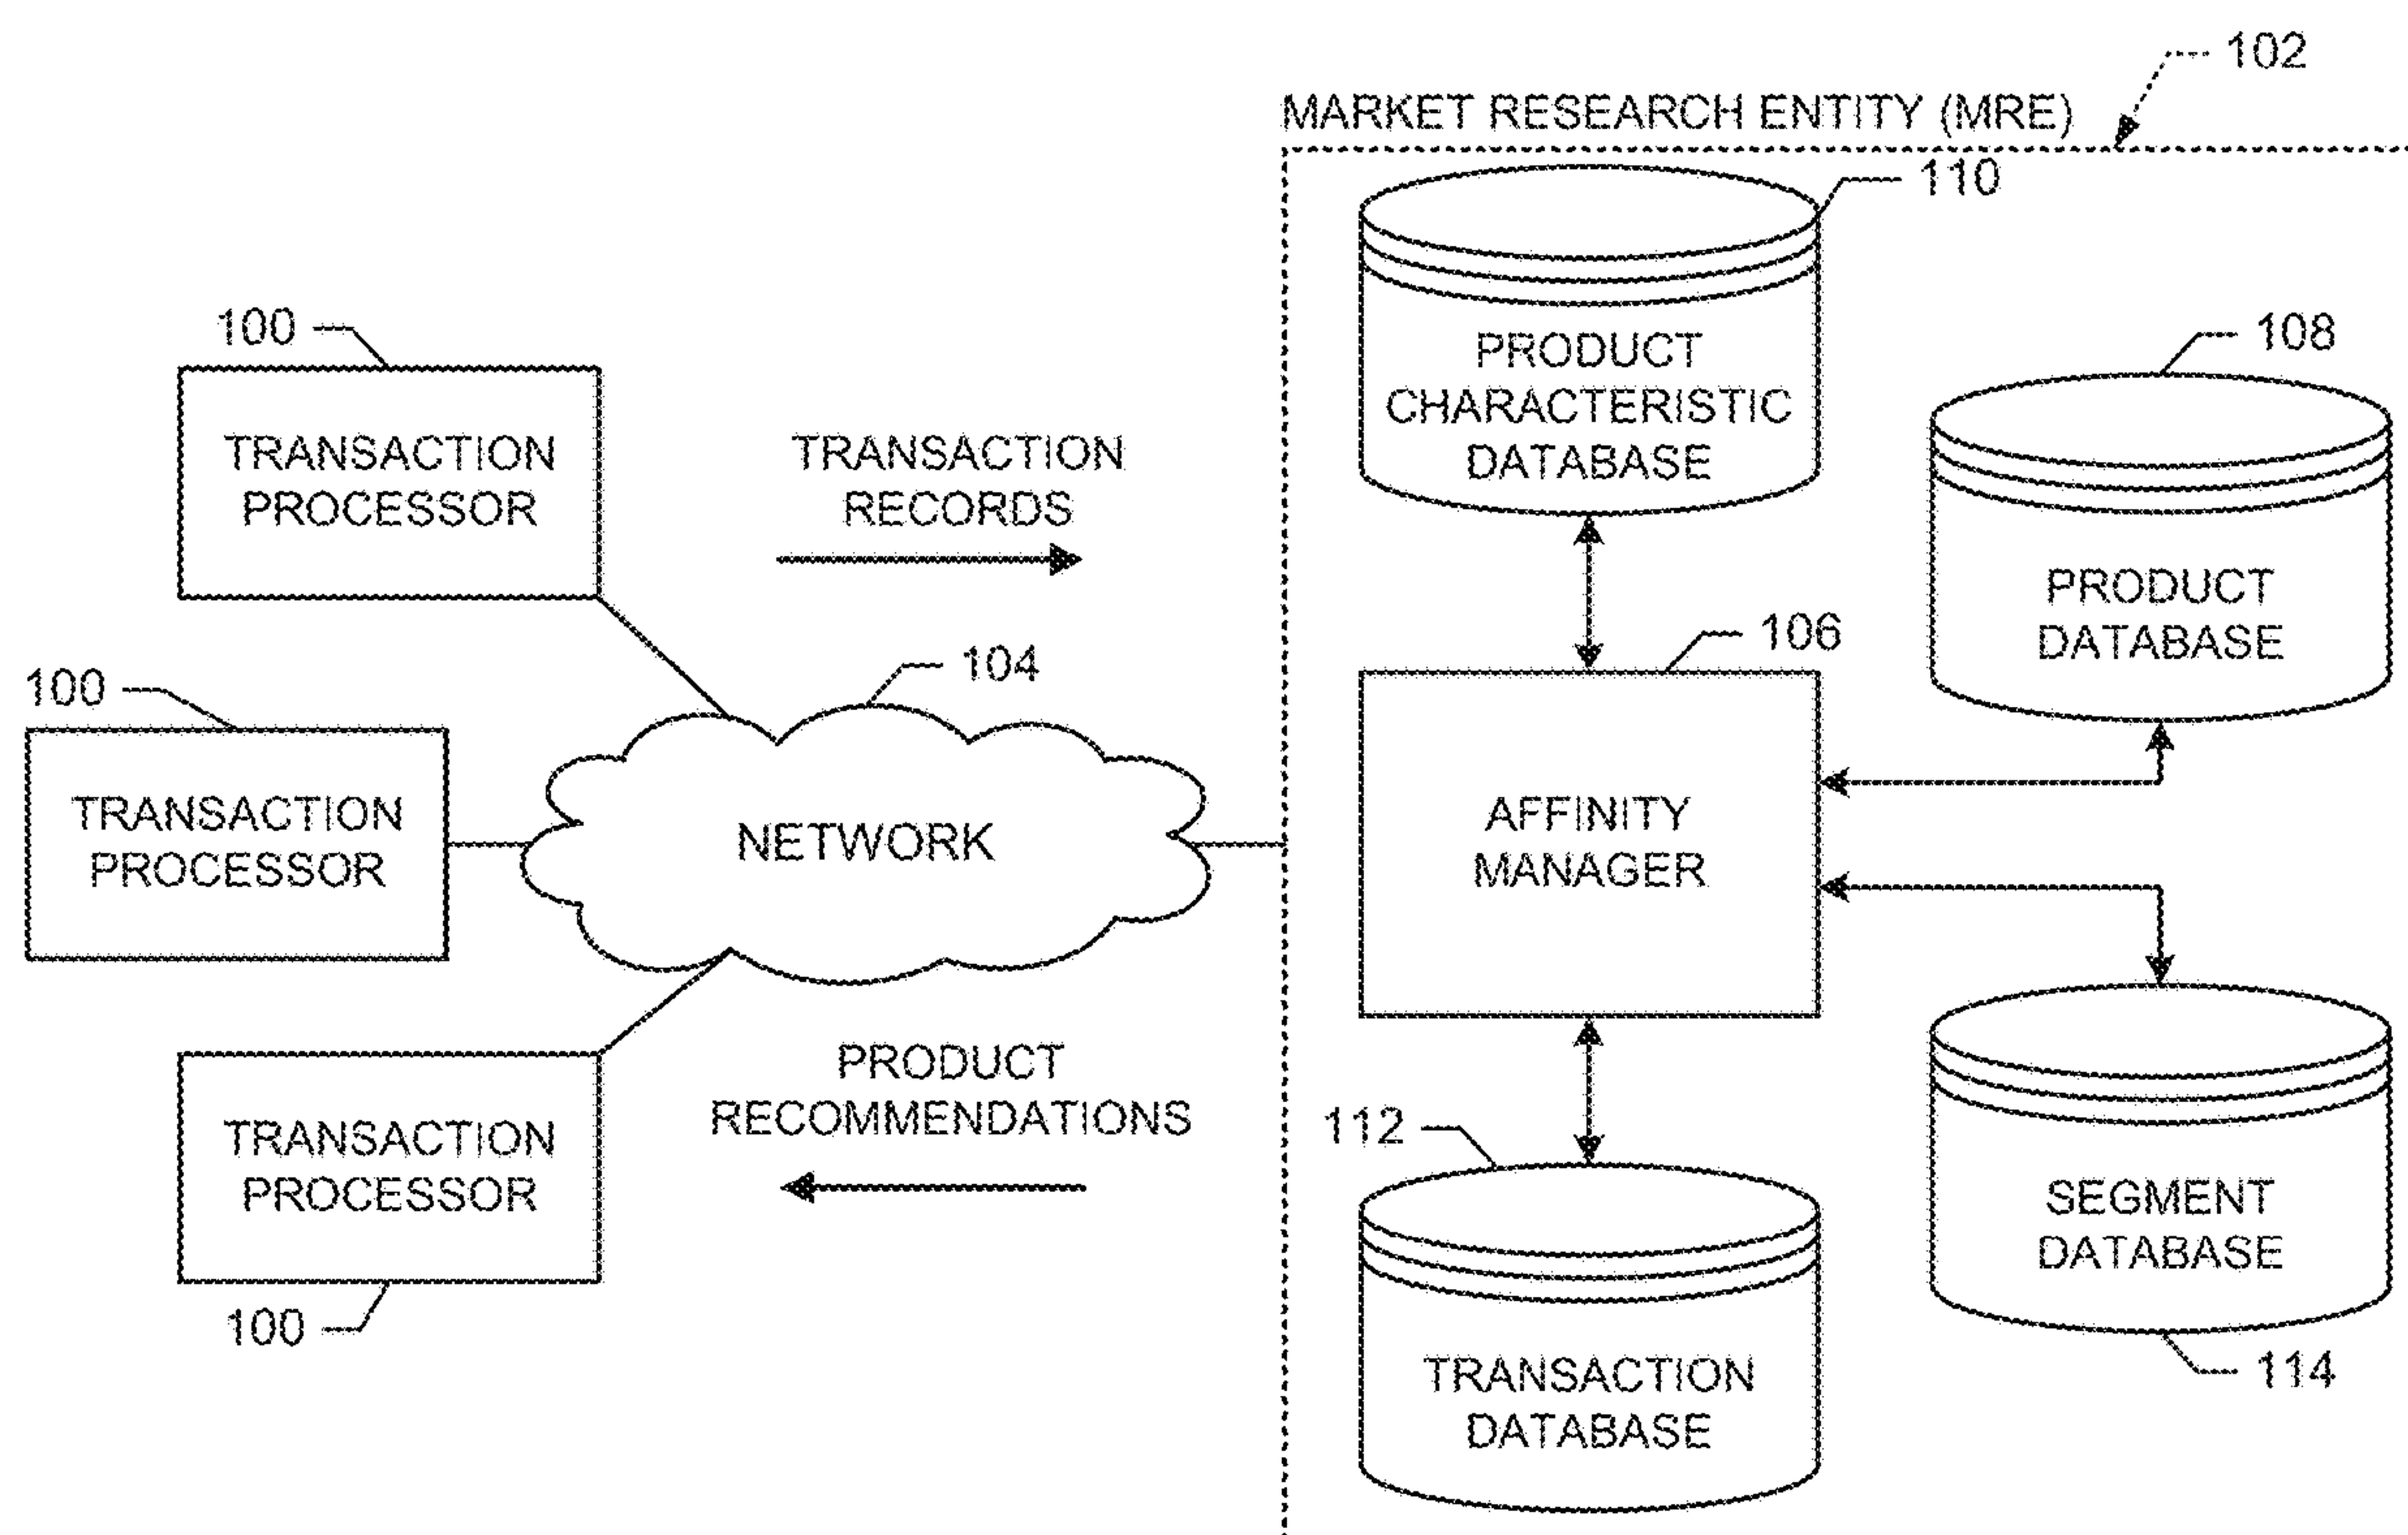 102
MARKET RESEARCH ENTITY (MRE)
110
PRODUCT
CHARACTERISTIC
DATABASE
108
PRODUCT
DATABASE
100
TRANSACTION
PROCESSOR
TRANSACTION
RECORDS
106
104
100
TRANSACTION
PROCESSOR
NETWORK
AFFINITY
MANAGER
PRODUCT
RECOMMENDATIONS
TRANSACTION
PROCESSOR
100
112
TRANSACTION
DATABASE
SEGMENT
DATABASE
114